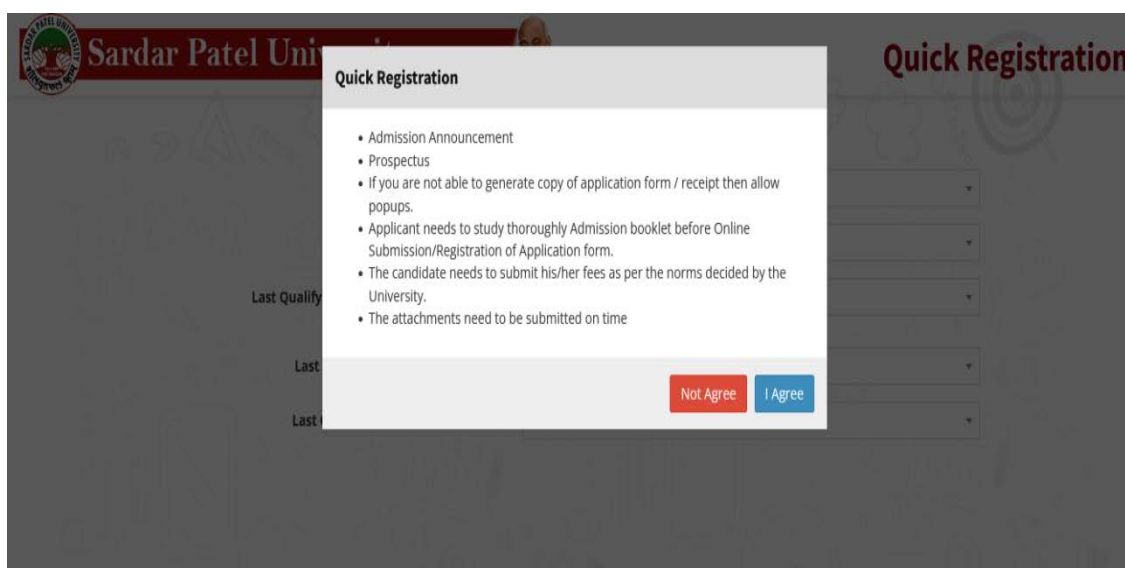 Sardar Patel Uni
Quick Registration
Quick Registration
• Admission Announcement
• Prospectus
• If you are not able to generate copy of application form / receipt then allow
popups.
• Applicant needs to study thoroughly Admission booklet before Online
Submission/Registration of Application form.
• The candidate needs to submit his/her fees as per the norms decided by the
University.
• The attachments need to be submitted on time
Last Qualify
Last
Last
Not Agree
I Agree